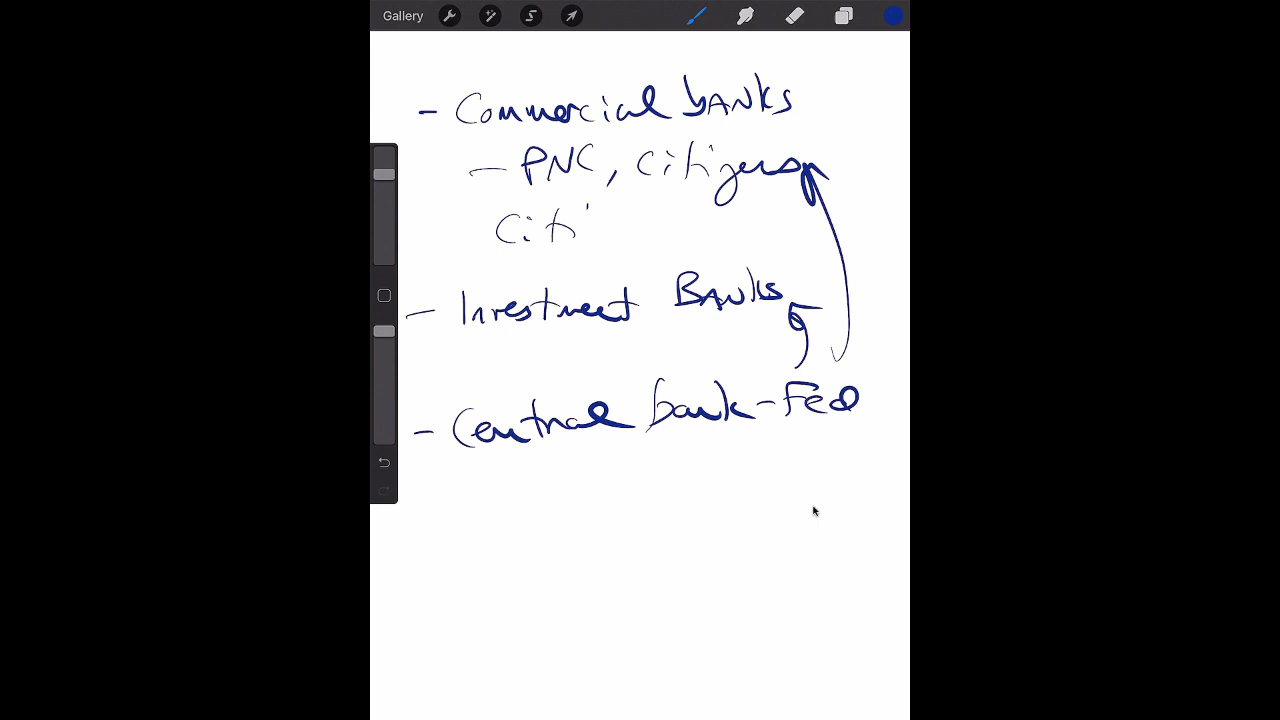 Gallery
- Commercial bANKS
- PNC, Citizens
Citi
- Investment BANKS
- Central bank - Fed